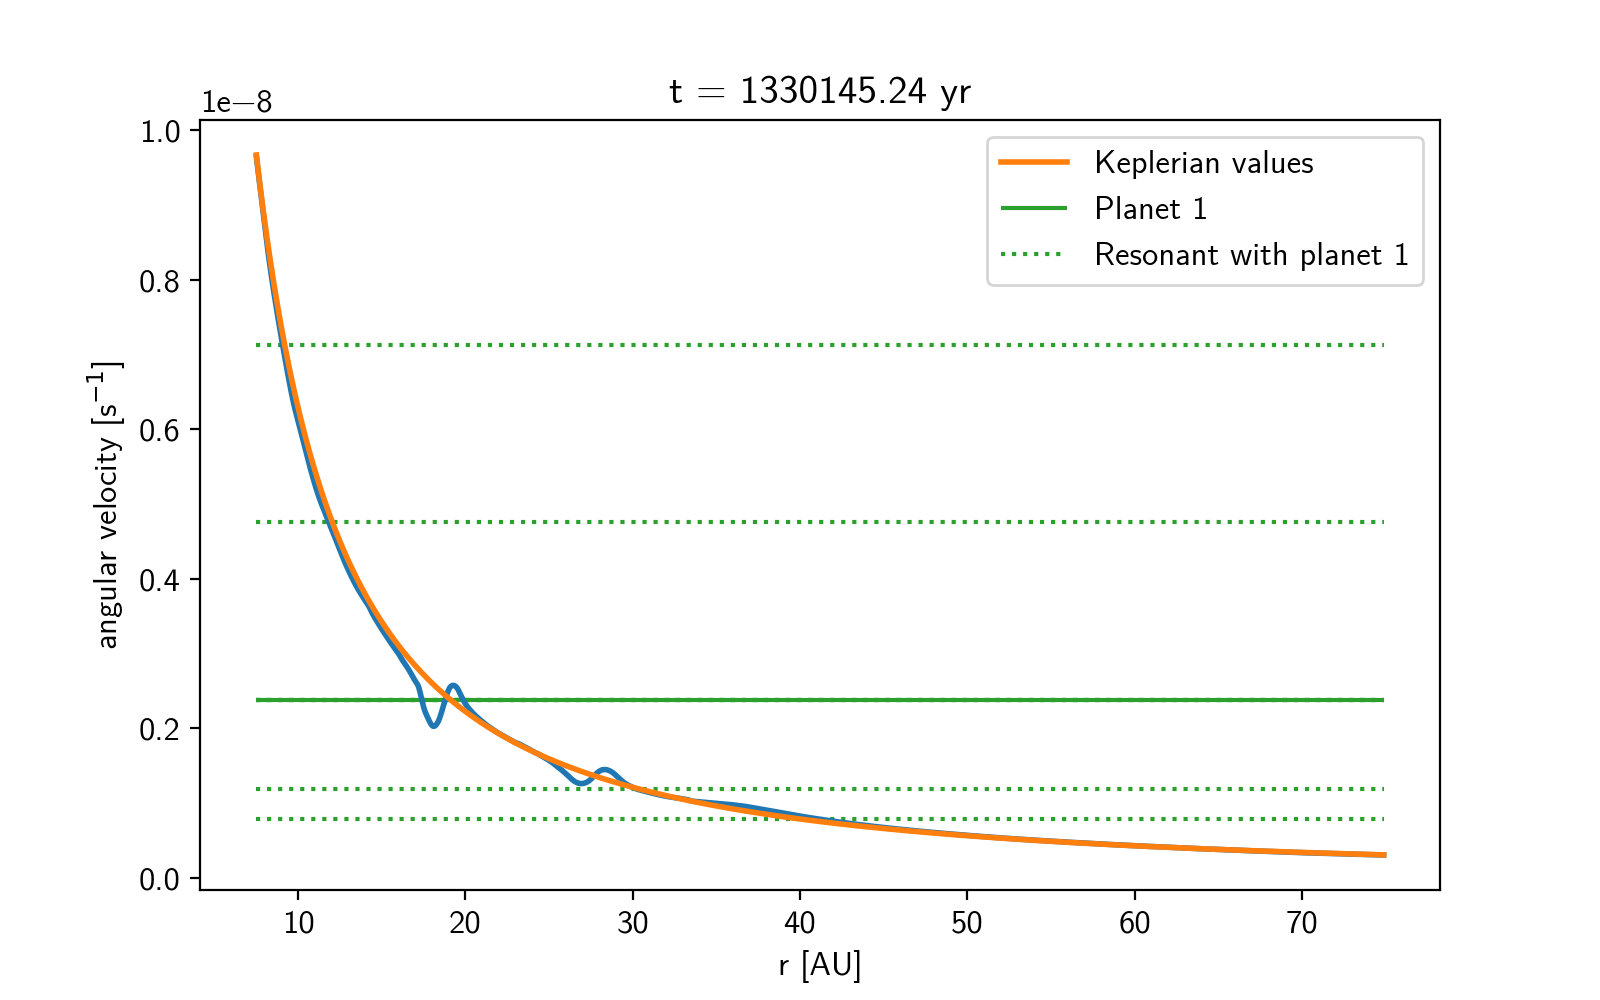 t = 1330145.24 yr
1e−8
1.0
0.8
0.6
0.4
0.2
0.0
angular velocity [s⁻¹]
Keplerian values
Planet 1
Resonant with planet 1
10 20 30 40 50 60 70
r [AU]